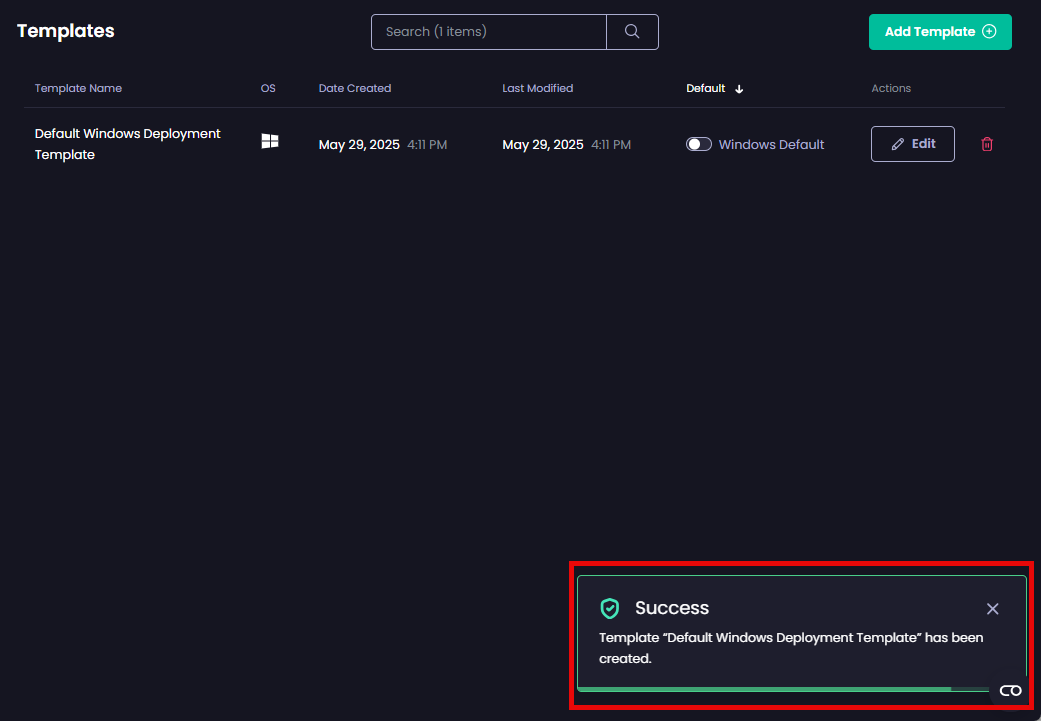 Templates
Search (1 items)
Add Template
Template Name OS Date Created Last Modified Default Actions
Default Windows Deployment
Template
May 29, 2025 4:11 PM May 29, 2025 4:11 PM Windows Default Edit
Success
Template “Default Windows Deployment Template” has been
created.